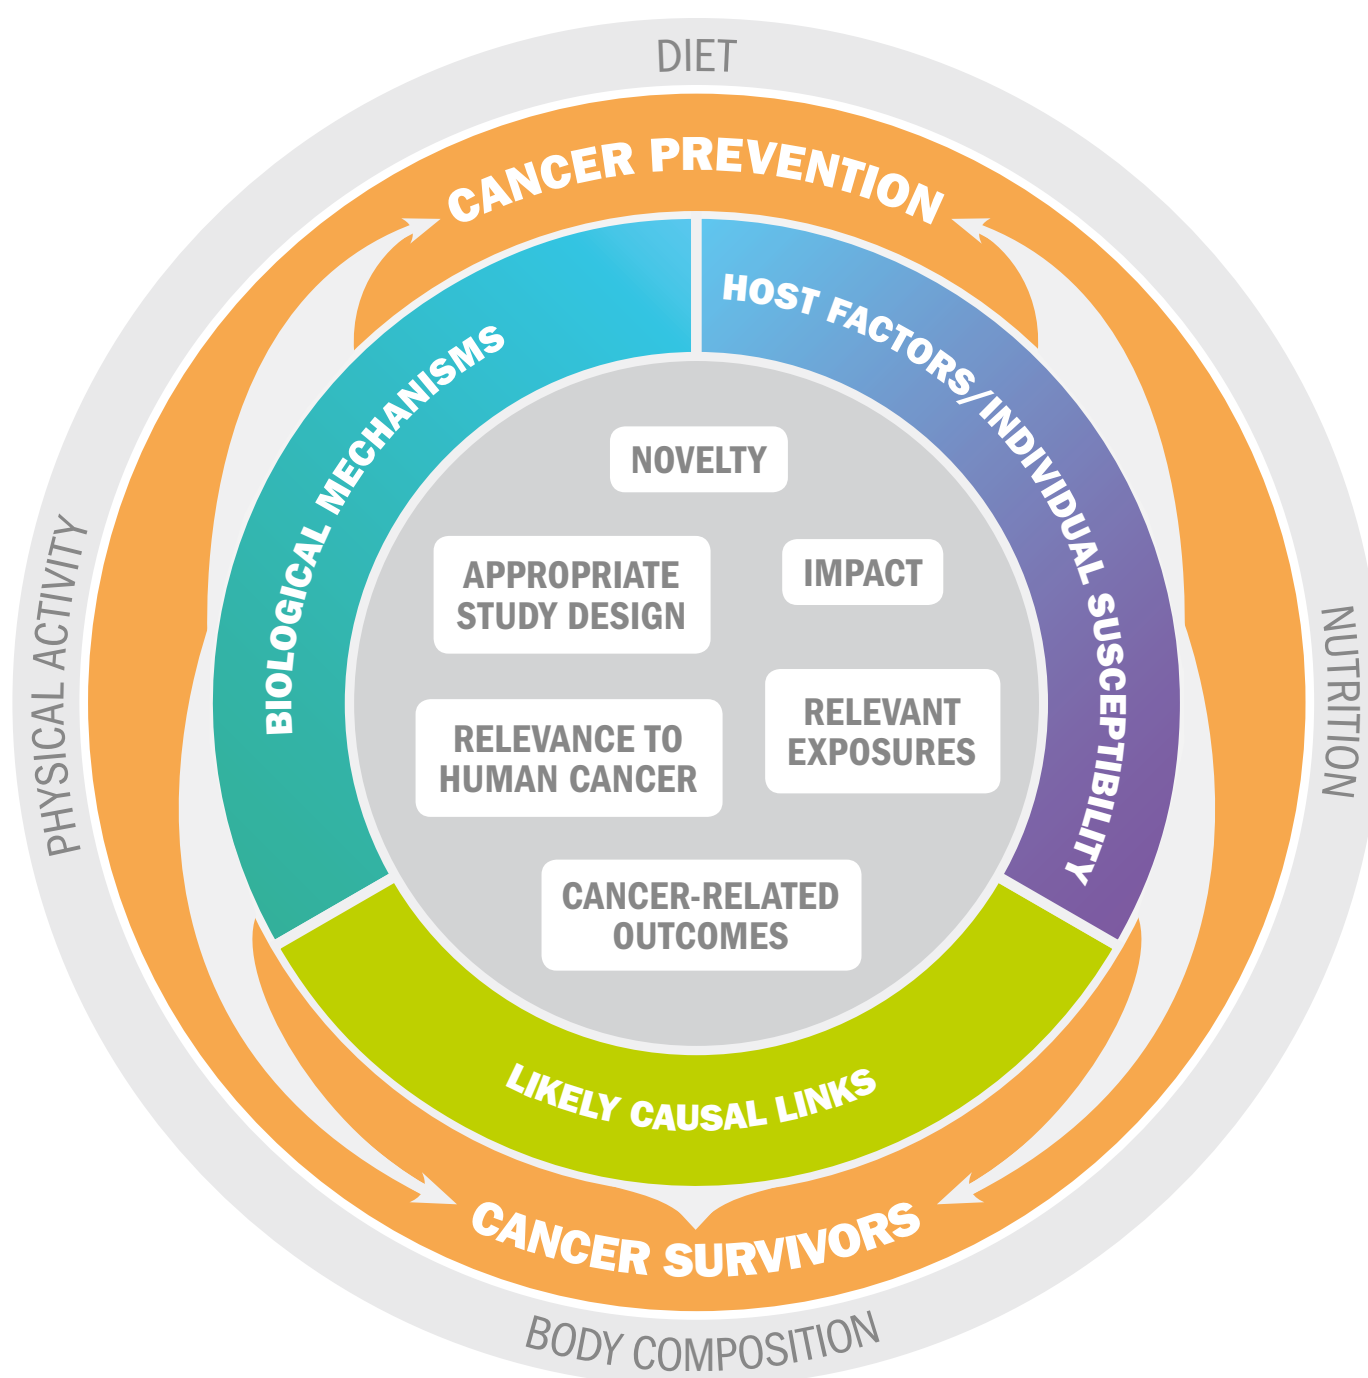 DIET
CANCER PREVENTION
HOST FACTORS/INDIVIDUAL SUSCEPTIBILITY
BIOLOGICAL MECHANISMS
NOVELTY
APPROPRIATE
STUDY DESIGN
IMPACT
RELEVANCE TO
HUMAN CANCER
RELEVANT
EXPOSURES
CANCER-RELATED
OUTCOMES
PHYSICAL ACTIVITY
NUTRITION
LIKELY CAUSAL LINKS
CANCER SURVIVORS
BODY COMPOSITION